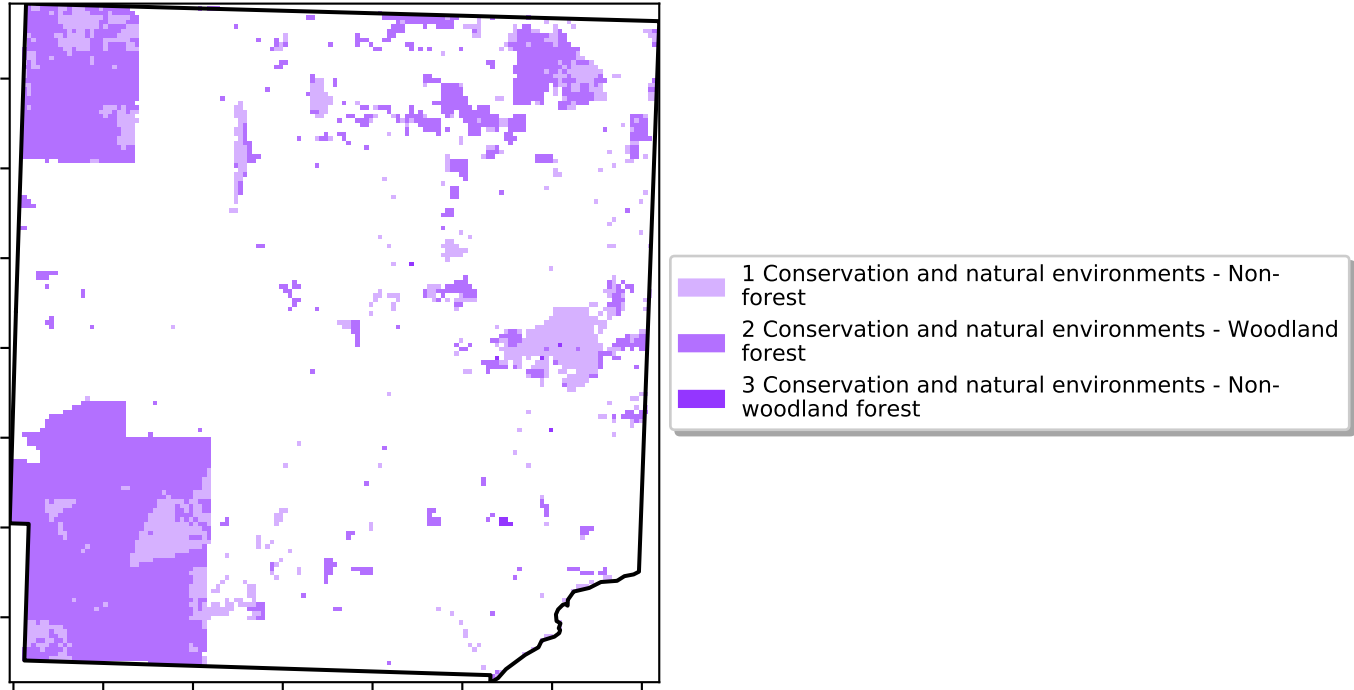 1 Conservation and natural environments - Non-
forest
2 Conservation and natural environments - Woodland
forest
3 Conservation and natural environments - Non-
woodland forest